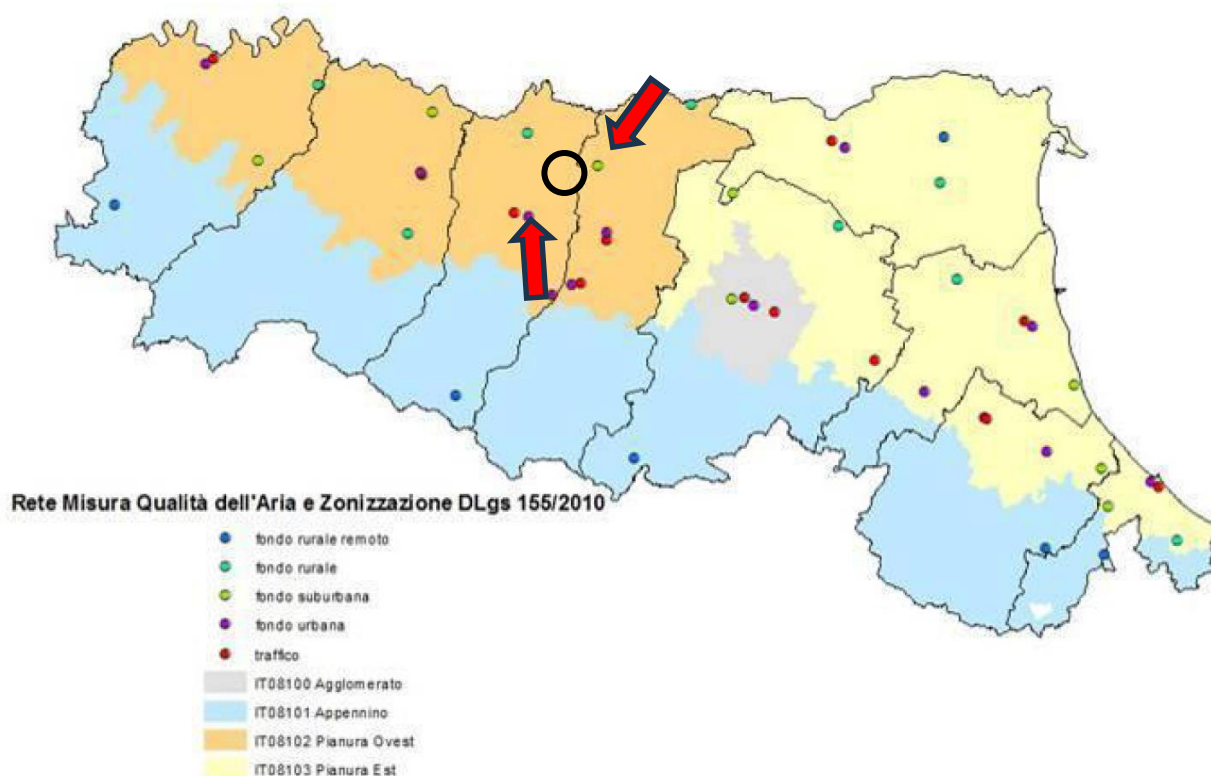 Rete Misura Qualità dell'Aria e Zonizzazione DLgs 155/2010
fondo rurale remoto
fondo rurale
fondo suburbana
fondo urbana
traffico
IT08100 Agglomerato
IT08101 Appennino
IT08102 Pianura Ovest
IT08103 Pianura Est